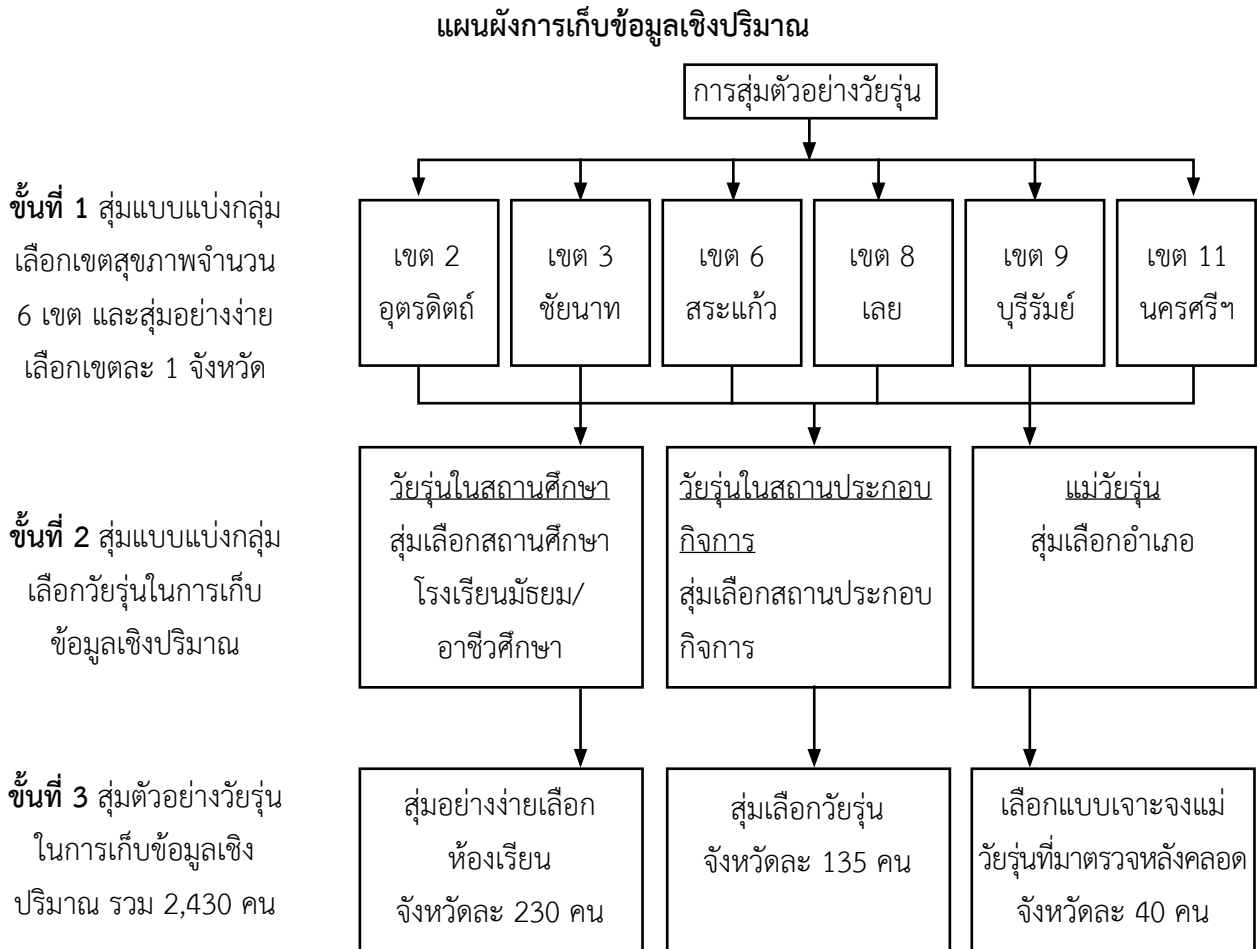 แผนผังการเก็บข้อมูลเชิงปริมาณ
การสุ่มตัวอย่างวัยรุ่น
ขั้นที่ 1 สุ่มแบบแบ่งกลุ่ม
เลือกเขตสุขภาพจำนวน
6 เขต และสุ่มอย่างง่าย
เลือกเขตละ 1 จังหวัด
เขต 2
อุตรดิตถ์
เขต 3
ชัยนาท
เขต 6
สระแก้ว
เขต 8
เลย
เขต 9
บุรีรัมย์
เขต 11
นครศรีฯ
ขั้นที่ 2 สุ่มแบบแบ่งกลุ่ม
เลือกวัยรุ่นในการเก็บ
ข้อมูลเชิงปริมาณ
วัยรุ่นในสถานศึกษา
สุ่มเลือกสถานศึกษา
โรงเรียนมัธยม/
อาชีวศึกษา
วัยรุ่นในสถานประกอบ
กิจการ
สุ่มเลือกสถานประกอบ
กิจการ
แม่วัยรุ่น
สุ่มเลือกอำเภอ
ขั้นที่ 3 สุ่มตัวอย่างวัยรุ่น
ในการเก็บข้อมูลเชิง
ปริมาณ รวม 2,430 คน
สุ่มอย่างง่ายเลือก
ห้องเรียน
จังหวัดละ 230 คน
สุ่มเลือกวัยรุ่น
จังหวัดละ 135 คน
เลือกแบบเจาะจงแม่
วัยรุ่นที่มาตรวจหลังคลอด
จังหวัดละ 40 คน